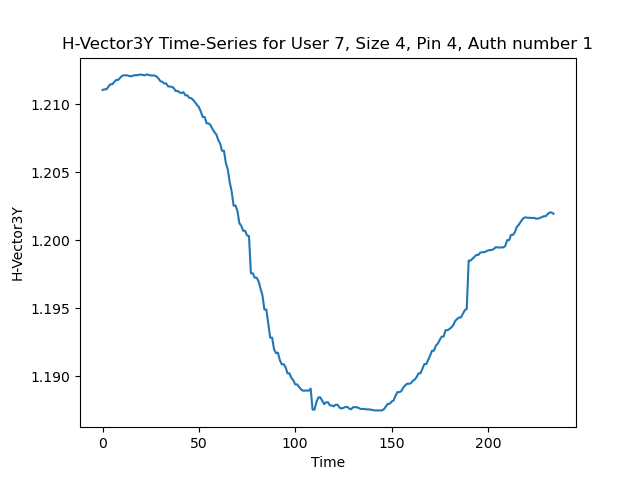 H-Vector3Y Time-Series for User 7, Size 4, Pin 4, Auth number 1
1.210
1.205
1.200
1.195
1.190
H-Vector3Y
0 50 100 150 200
Time